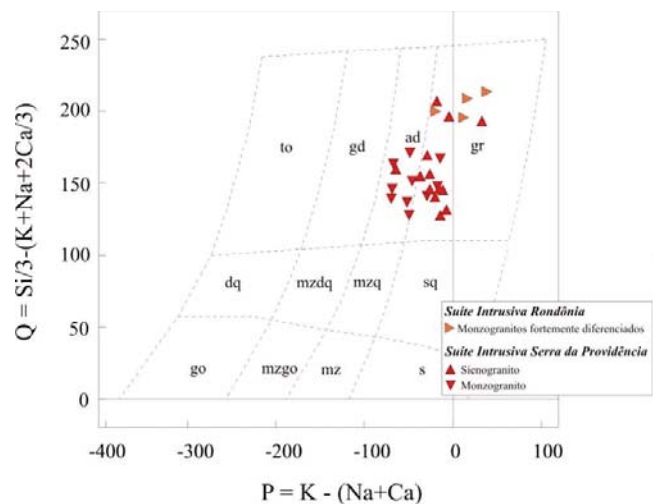 250
200
150
100
50
0
Q = Si/3-(K+Na+2Ca/3)
to
gd
ad
gr
dq
mzdq
mzq
sq
go
mzgo
mz
s
Suite Intrusiva Rondônia
Monzogranitos fortemente diferenciados
Suite Intrusiva Serra da Providência
Sienogranito
Monzogranito
-400
-300
-200
-100
0
100
P = K - (Na+Ca)